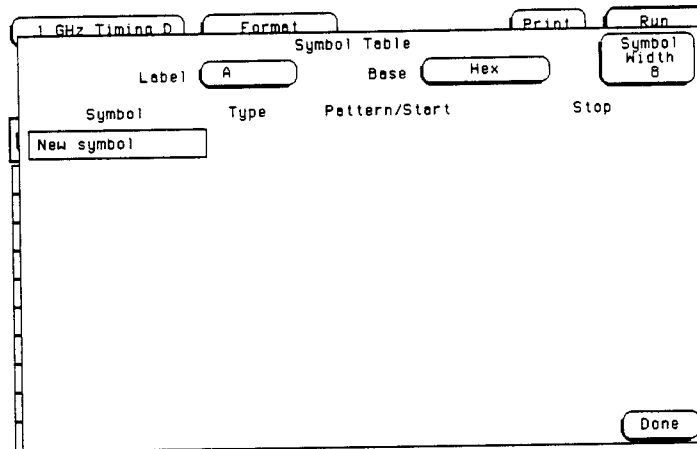 1 GHz Timing D Format Print Run
Symbol Table
Symbol Width 8
Label A Base Hex
Symbol Type Pattern/Start Stop
New symbol
Done